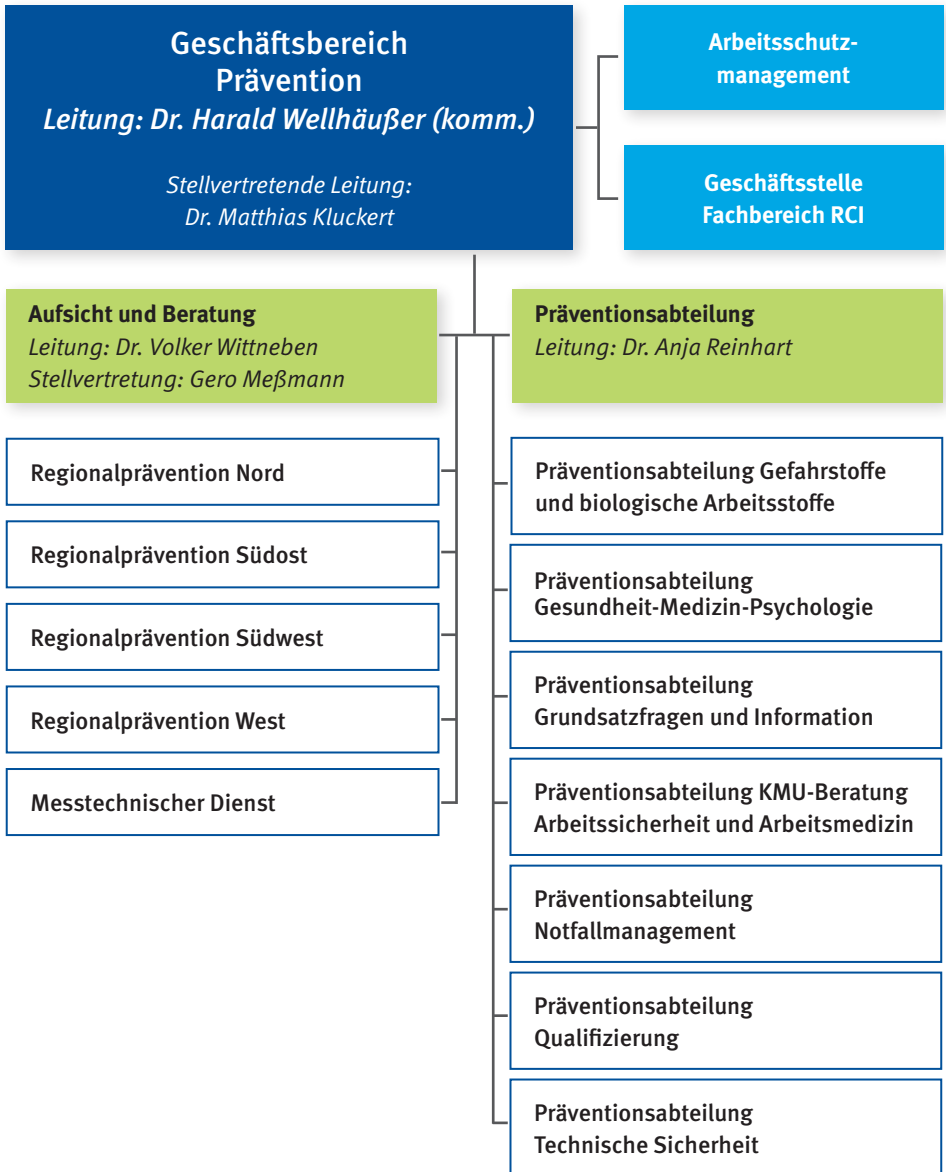 Geschäftsbereich
Prävention
Leitung: Dr. Harald Wellhäußer (komm.)
Stellvertretende Leitung:
Dr. Matthias Kluckert
Arbeitsschutz-
management
Geschäftsstelle
Fachbereich RCI
Aufsicht und Beratung
Leitung: Dr. Volker Wittneben
Stellvertretung: Gero Meßmann
Regionalprävention Nord
Regionalprävention Südost
Regionalprävention Südwest
Regionalprävention West
Messtechnischer Dienst
Präventionsabteilung
Leitung: Dr. Anja Reinhart
Präventionsabteilung Gefahrstoffe
und biologische Arbeitsstoffe
Präventionsabteilung
Gesundheit-Medizin-Psychologie
Präventionsabteilung
Grundsatzfragen und Information
Präventionsabteilung KMU-Beratung
Arbeitssicherheit und Arbeitsmedizin
Präventionsabteilung
Notfallmanagement
Präventionsabteilung
Qualifizierung
Präventionsabteilung
Technische Sicherheit